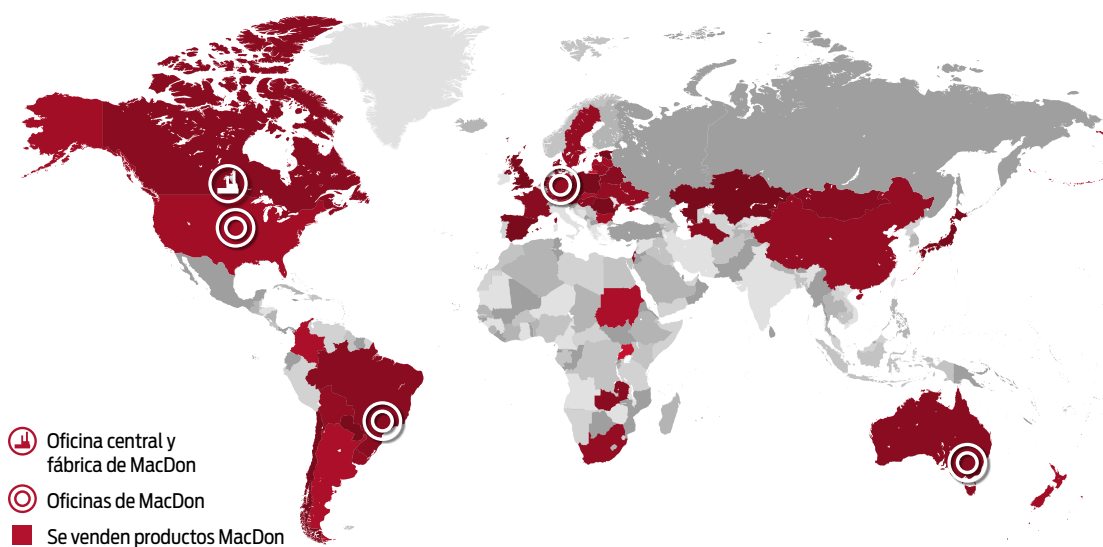 Oficina central y
fábrica de MacDon
Oficinas de MacDon
Se venden productos MacDon